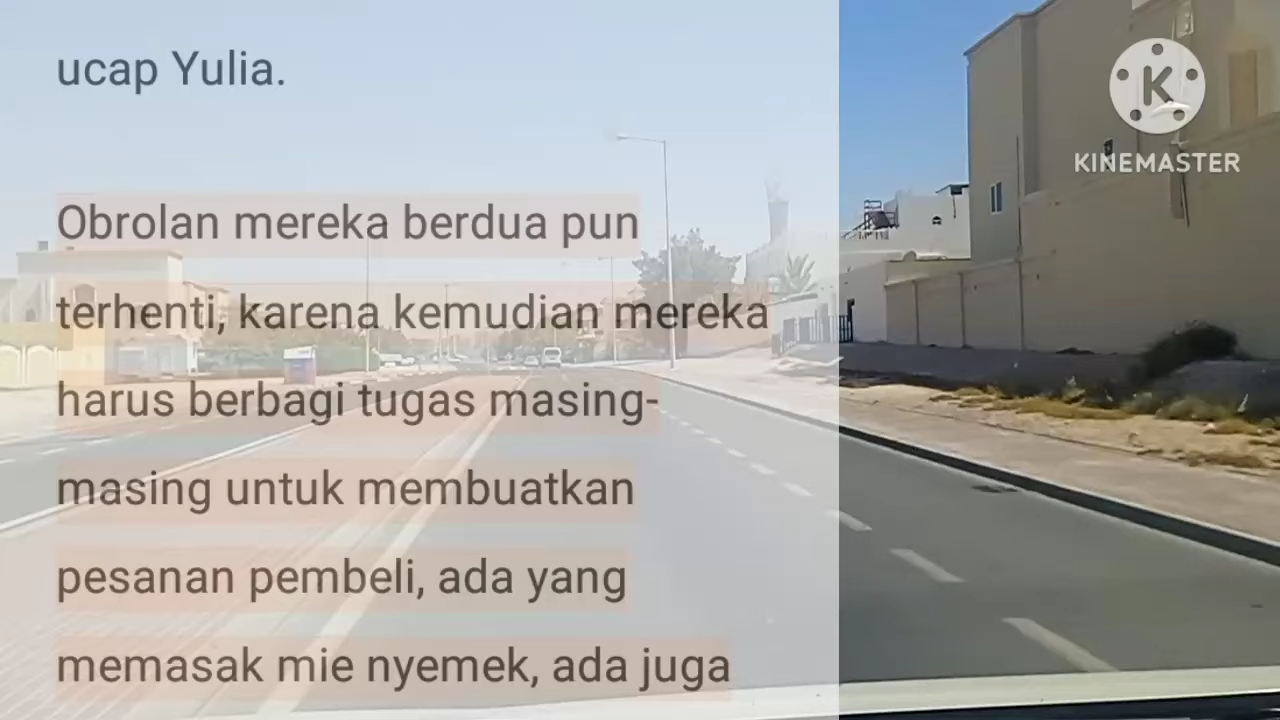 ucap Yulia.
Obrolan mereka berdua pun
terhenti, karena kemudian mereka
harus berbagi tugas masing-
masing untuk membuatkan
pesanan pembeli, ada yang
memasak mie nyemek, ada juga
K
KINEMASTER